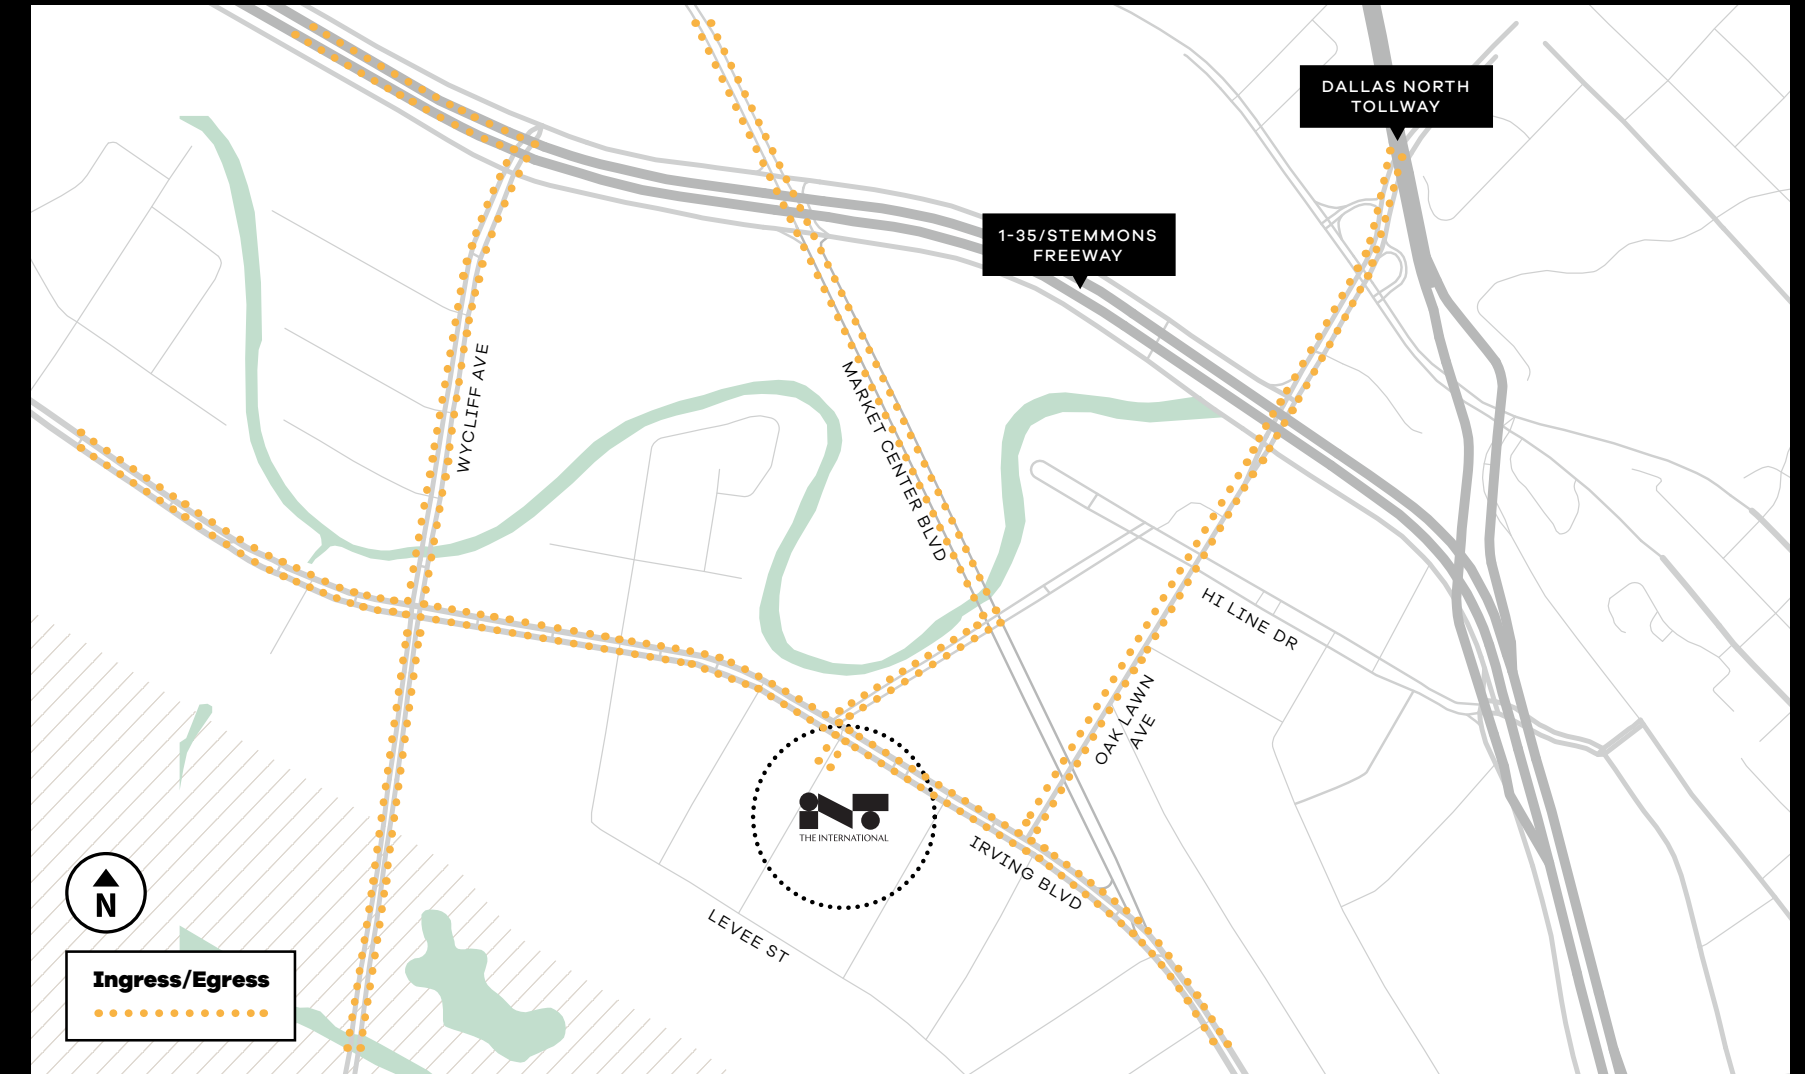 DALLAS NORTH
TOLLWAY
1-35/STEMMONS
FREEWAY
WYCLIFF AVE
MARKET CENTER BLVD
HI LINE DR
OAK LAWN
AVE
INT
THE INTERNATIONAL
IRVING BLVD
LEVEE ST
N
Ingress/Egress